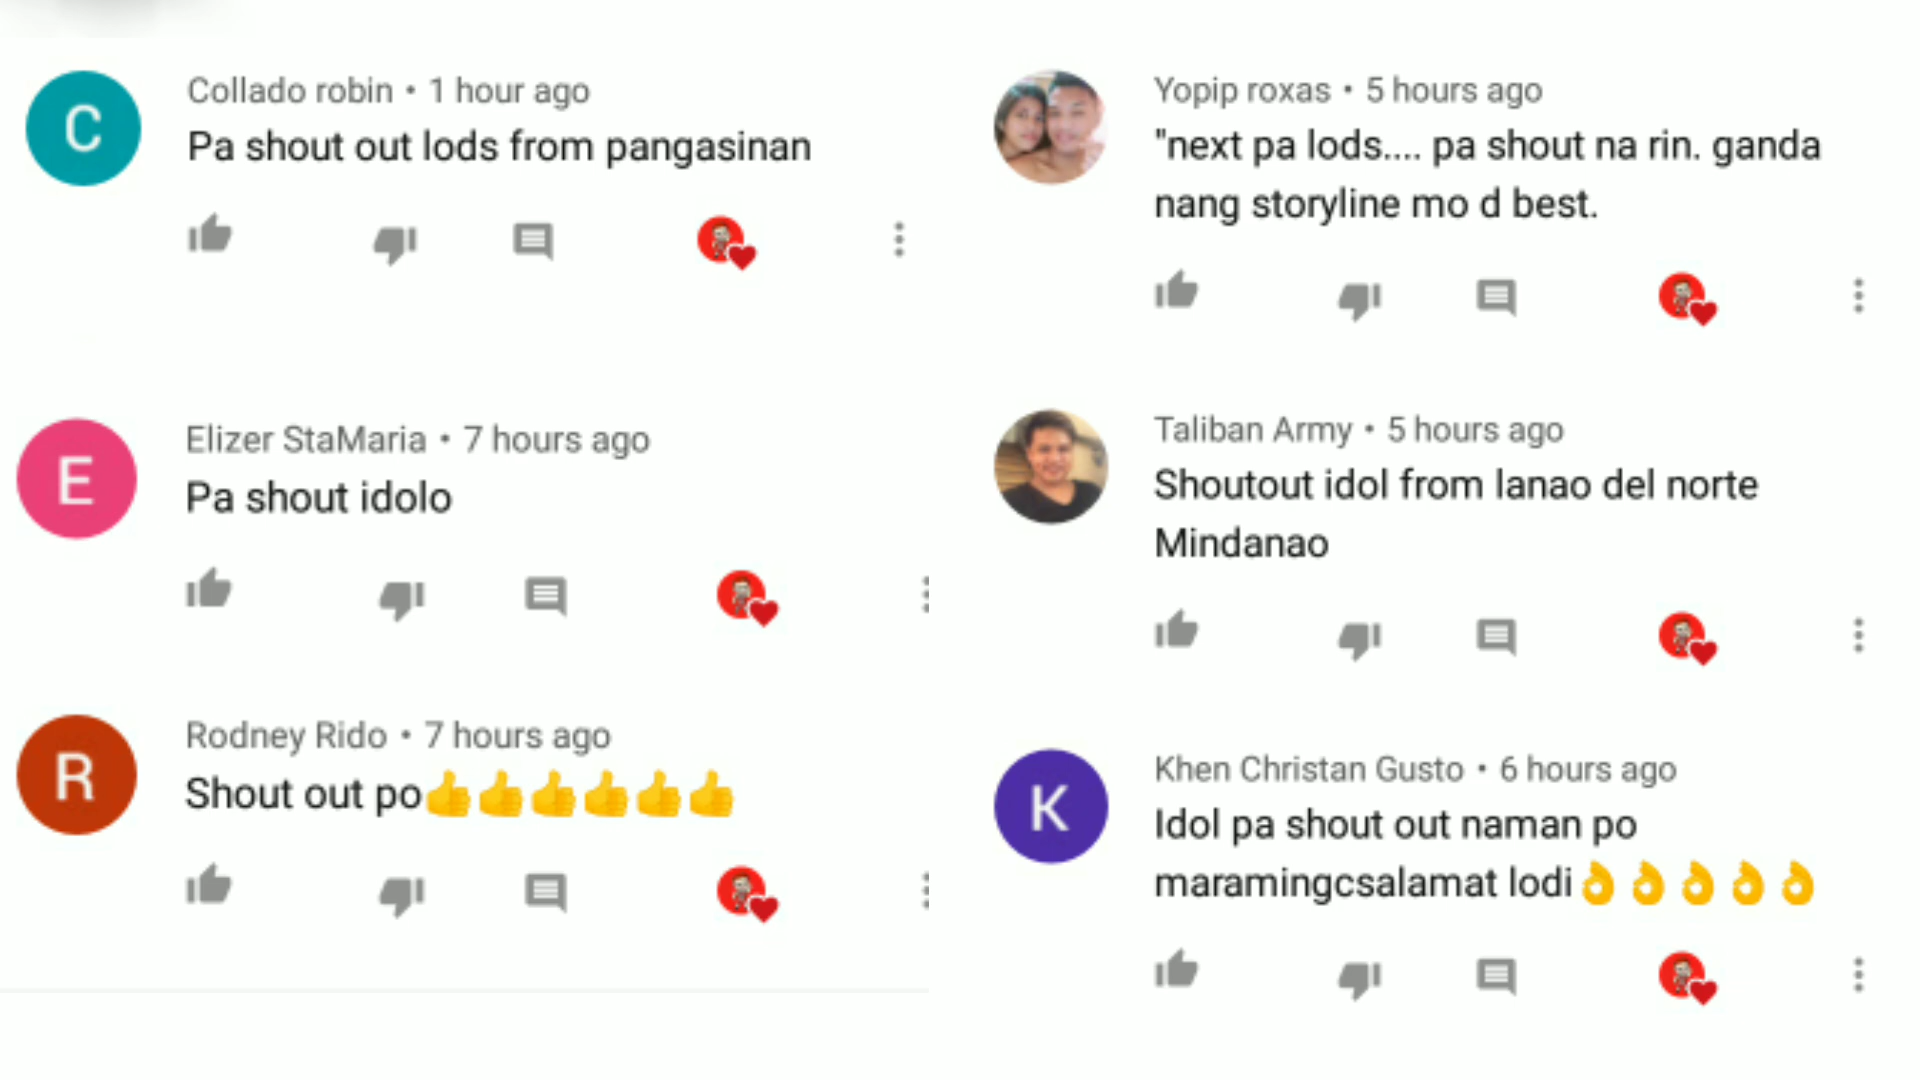 C
Collado robin • 1 hour ago
Pa shout out lods from pangasinan
E
Elizer StaMaria • 7 hours ago
Pa shout idolo
R
Rodney Rido • 7 hours ago
Shout out po👍👍👍👍👍👍
Yopip roxas • 5 hours ago
"next pa lods.... pa shout na rin. ganda
nang storyline mo d best.
Taliban Army • 5 hours ago
Shoutout idol from lanao del norte
Mindanao
K
Khen Christan Gusto • 6 hours ago
Idol pa shout out naman po
maramingcsalamat lodi👌👌👌👌👌